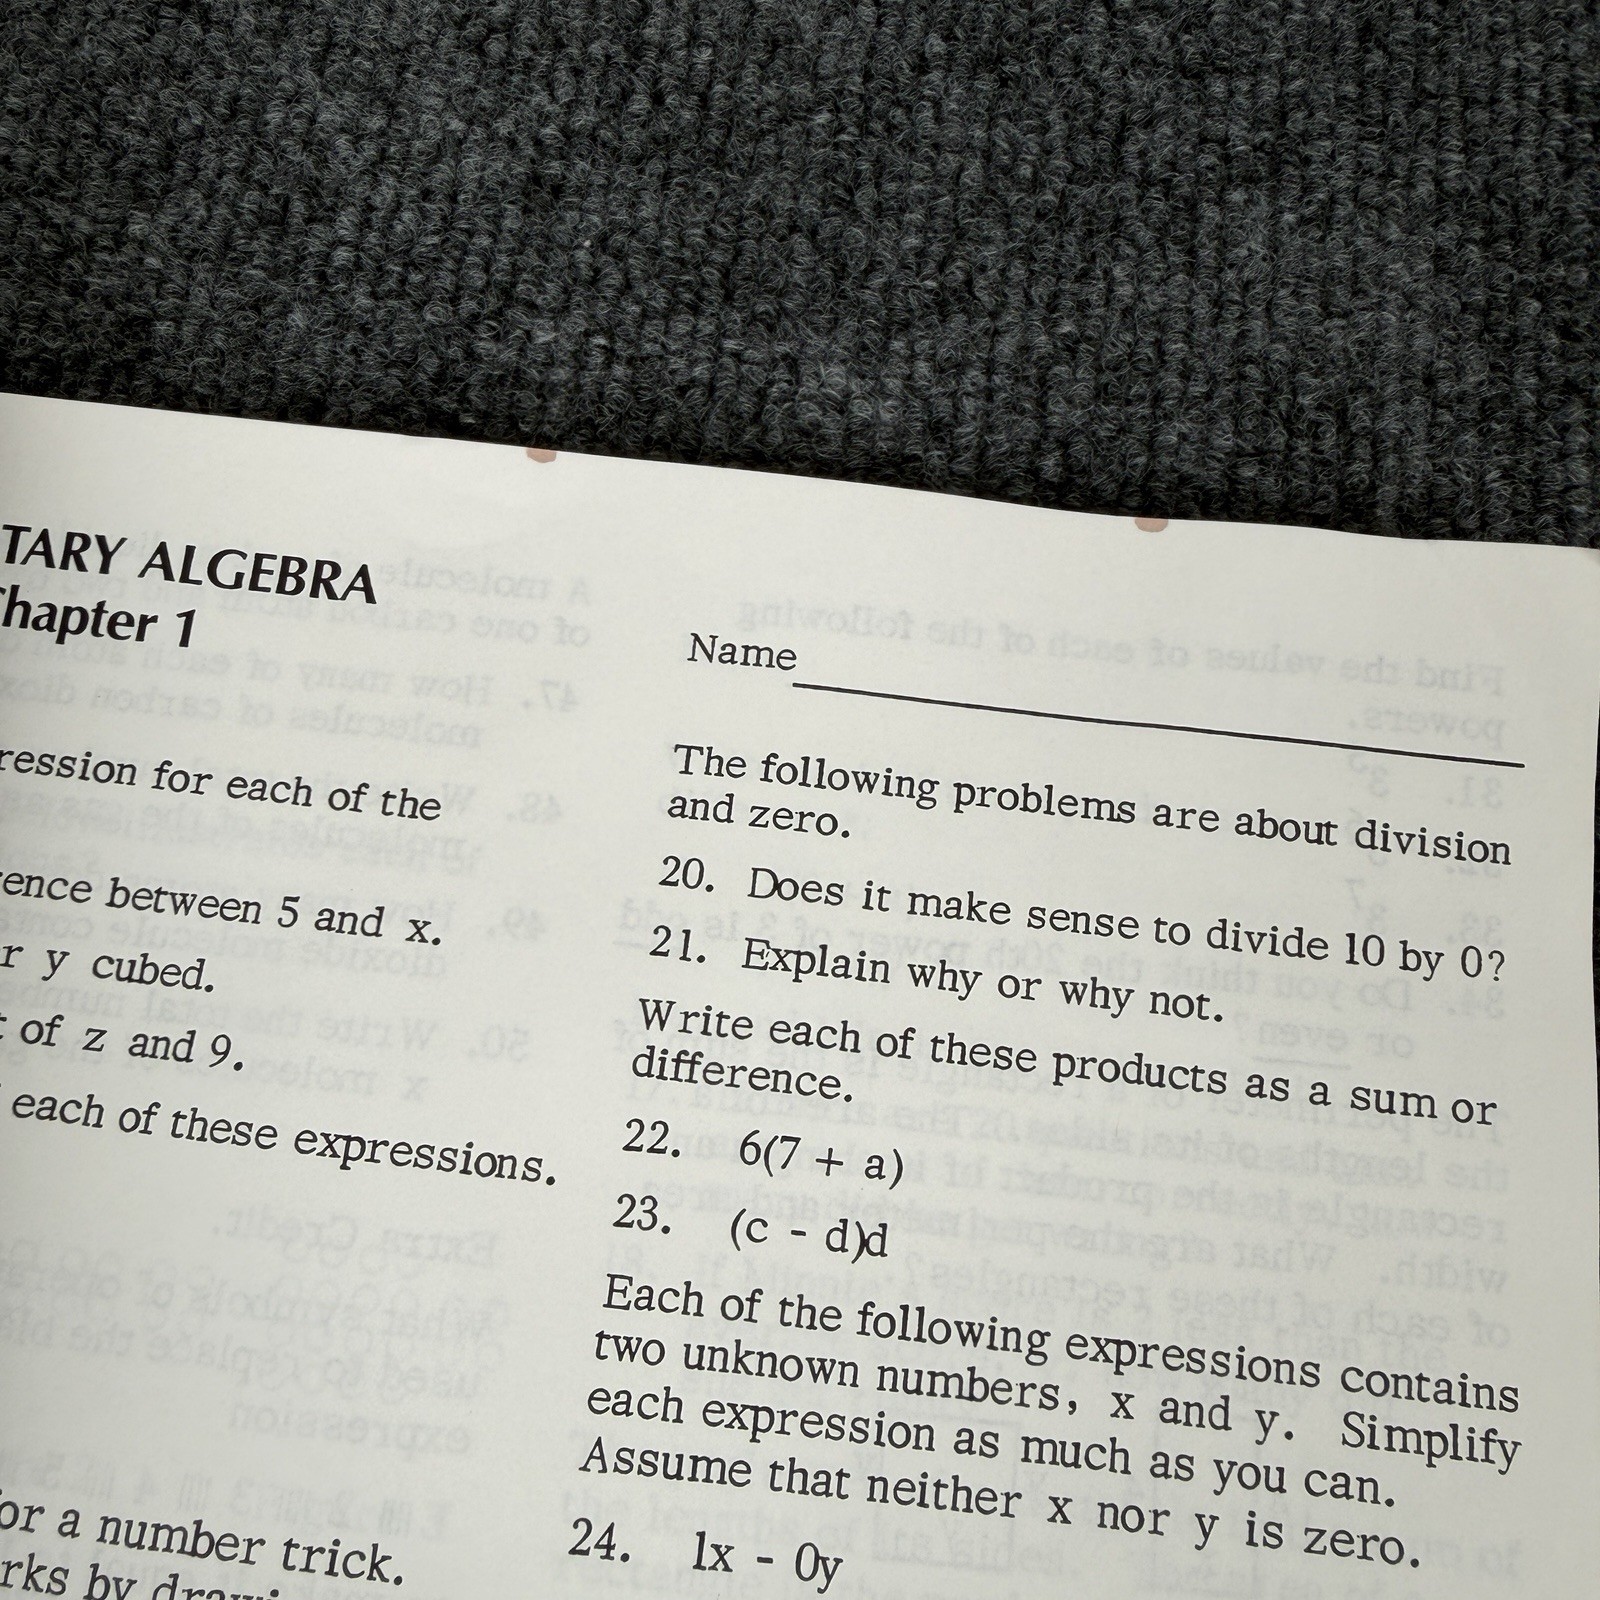 TARY ALGEBRA
Chapter 1
ression for each of the
ence between 5 and x.
r y cubed.
of z and 9.
each of these expressions.
or a number trick.
rks by
Name
The following problems are about division
and zero.
20. Does it make sense to divide 10 by 0?
21. Explain why or why not.
Write each of these products as a sum or
difference.
22. 6(7 + a)
23. (c - d)d
Each of the following expressions contains
two unknown numbers, x and y. Simplify
each expression as much as you can.
Assume that neither x nor y is zero.
24. 1x - 0y